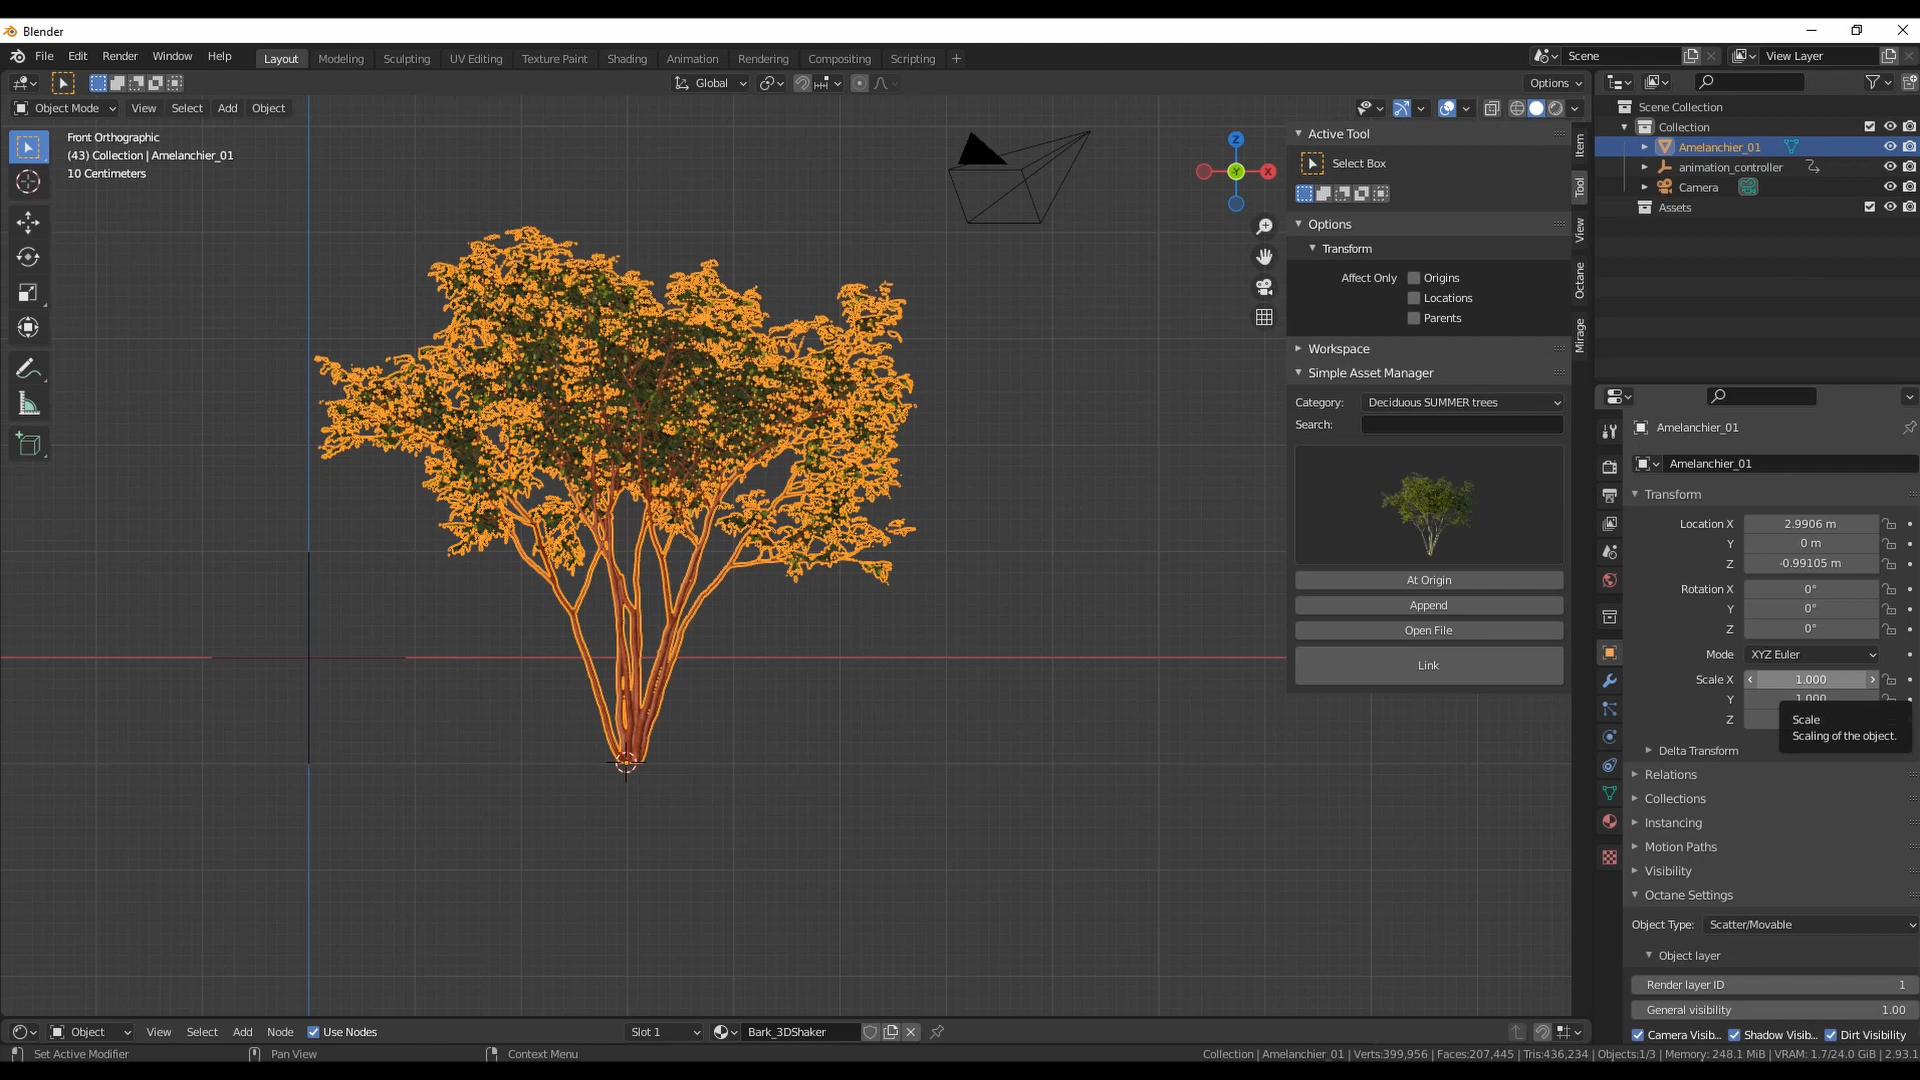 Blender
File Edit Render Window Help
Layout Modeling Sculpting UV Editing Texture Paint Shading Animation Rendering Compositing Scripting +
Scene
View Layer
Global
Options
Object Mode View Select Add Object
Front Orthographic
(43) Collection | Amelanchier_01
10 Centimeters
Z
Y
X
Active Tool
Select Box
Options
Transform
Affect Only Origins
Locations
Parents
Workspace
Simple Asset Manager
Category: Deciduous SUMMER trees
Search:
At Origin
Append
Open File
Link
Item
Tool
View
Octane
Mirage
Scene Collection
Collection
Amelanchier_01
animation_controller
Camera
Assets
Amelanchier_01
Amelanchier_01
Transform
Location X 2.9906 m
Y 0 m
Z -0.99105 m
Rotation X 0°
Y 0°
Z 0°
Mode XYZ Euler
Scale X 1.000
Y 1.000
Z
Scale
Scaling of the object.
Delta Transform
Relations
Collections
Instancing
Motion Paths
Visibility
Octane Settings
Object Type: Scatter/Movable
Object layer
Render layer ID 1
General visibility 1.00
Camera Visib... Shadow Visib... Dirt Visibility
Object View Select Add Node Use Nodes Slot 1 Bark_3DShaker
Set Active Modifier Pan View Context Menu
Collection | Amelanchier_01 | Verts:399,956 | Faces:207,445 | Tris:436,234 | Objects:1/3 | Memory: 248.1 MiB | VRAM: 1.7/24.0 GiB | 2.93.1